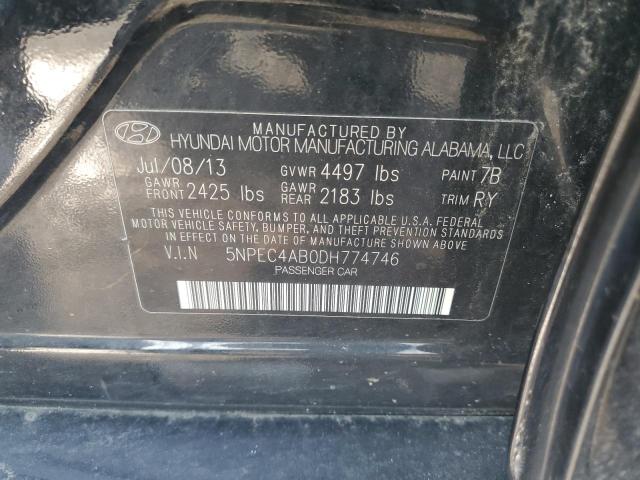 MANUFACTURED BY
HYUNDAI MOTOR MANUFACTURING ALABAMA, LLC
Jul/08/13 GVWR 4497 lbs PAINT 7B
GAWR FRONT 2425 lbs GAWR REAR 2183 lbs TRIM RY
THIS VEHICLE CONFORMS TO ALL APPLICABLE U.S.A. FEDERAL
MOTOR VEHICLE SAFETY, BUMPER, AND THEFT PREVENTION STANDARDS
IN EFFECT ON THE DATE OF MANUFACTURE SHOWN ABOVE.
V.I.N 5NPEC4AB0DH774746
PASSENGER CAR